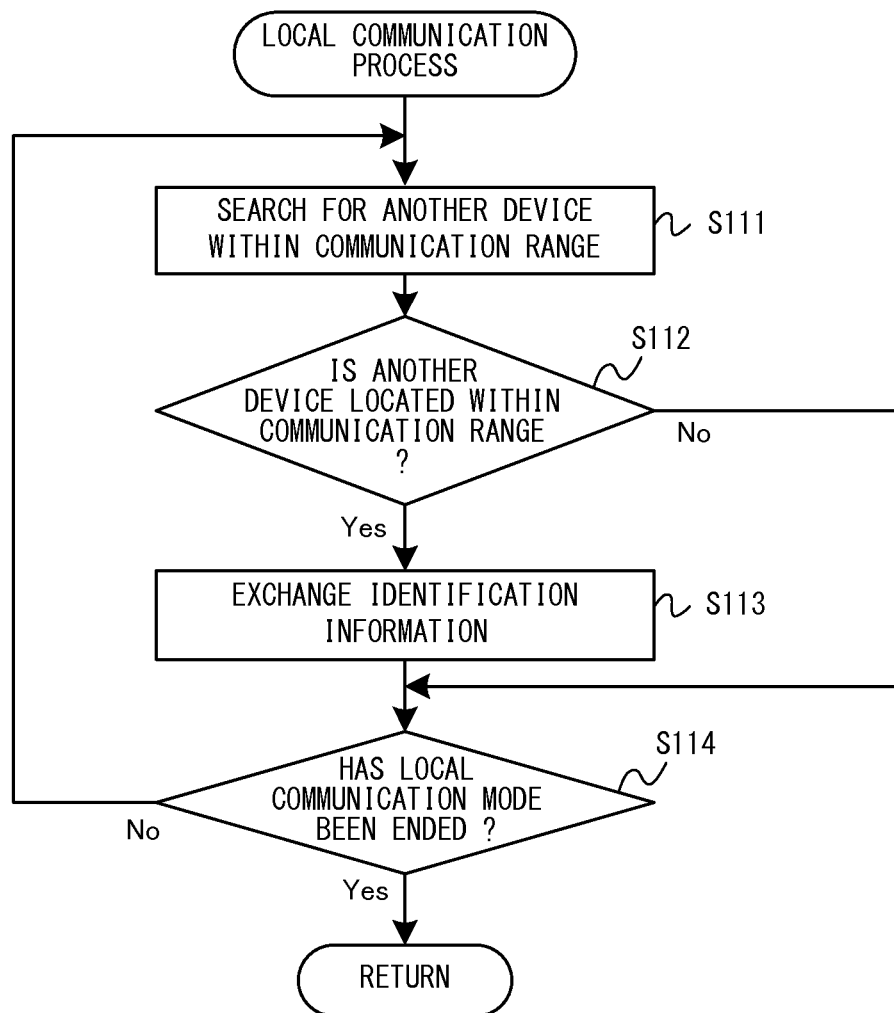 LOCAL COMMUNICATION
PROCESS
SEARCH FOR ANOTHER DEVICE
WITHIN COMMUNICATION RANGE
S111
S112
IS ANOTHER
DEVICE LOCATED WITHIN
COMMUNICATION RANGE
?
No
Yes
EXCHANGE IDENTIFICATION
INFORMATION
S113
S114
HAS LOCAL
COMMUNICATION MODE
BEEN ENDED ?
No
Yes
RETURN